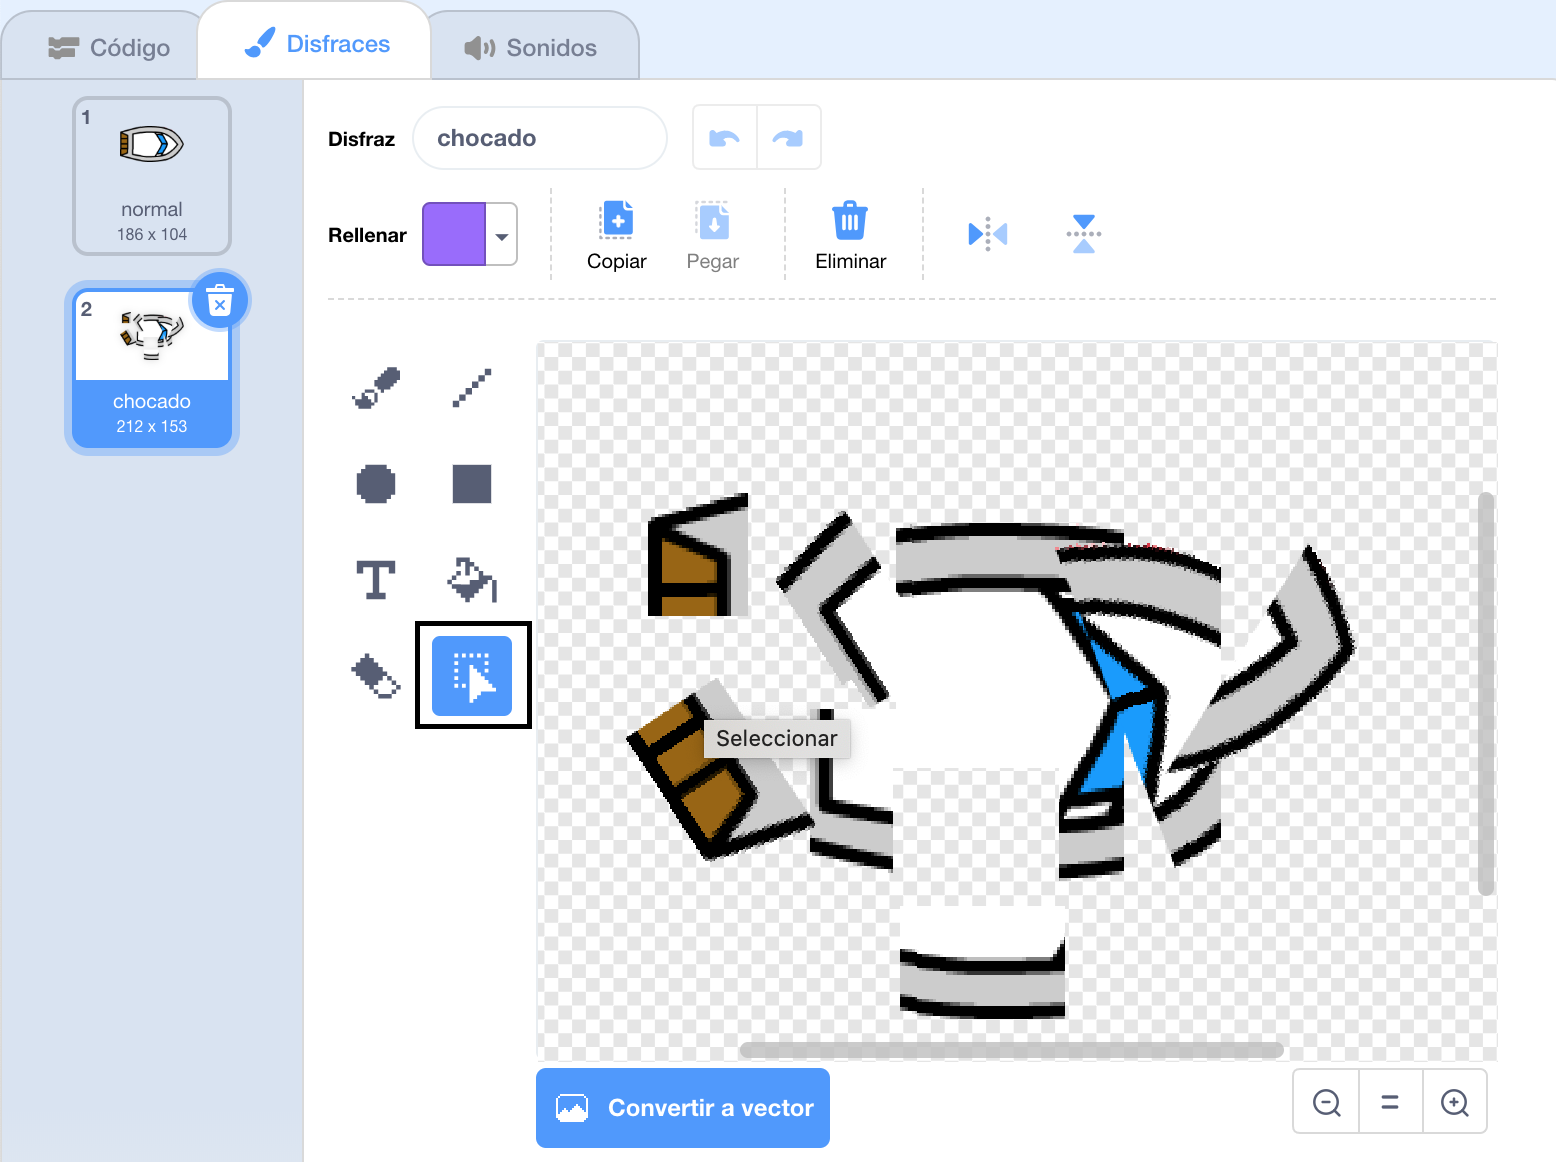 Código
Disfraces
Sonidos
1
normal
186 x 104
2
chocado
212 x 153
Disfraz
chocado
Rellenar
Copiar
Pegar
Eliminar
T
Seleccionar
Convertir a vector